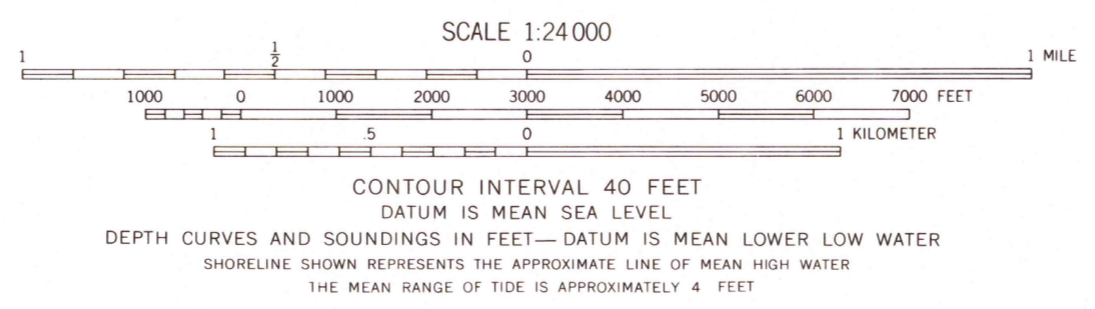 SCALE 1:24 000
1 1/2 0 1 MILE
1000 0 1000 2000 3000 4000 5000 6000 7000 FEET
1 .5 0 1 KILOMETER
CONTOUR INTERVAL 40 FEET
DATUM IS MEAN SEA LEVEL
DEPTH CURVES AND SOUNDINGS IN FEET—DATUM IS MEAN LOWER LOW WATER
SHORELINE SHOWN REPRESENTS THE APPROXIMATE LINE OF MEAN HIGH WATER
THE MEAN RANGE OF TIDE IS APPROXIMATELY 4 FEET